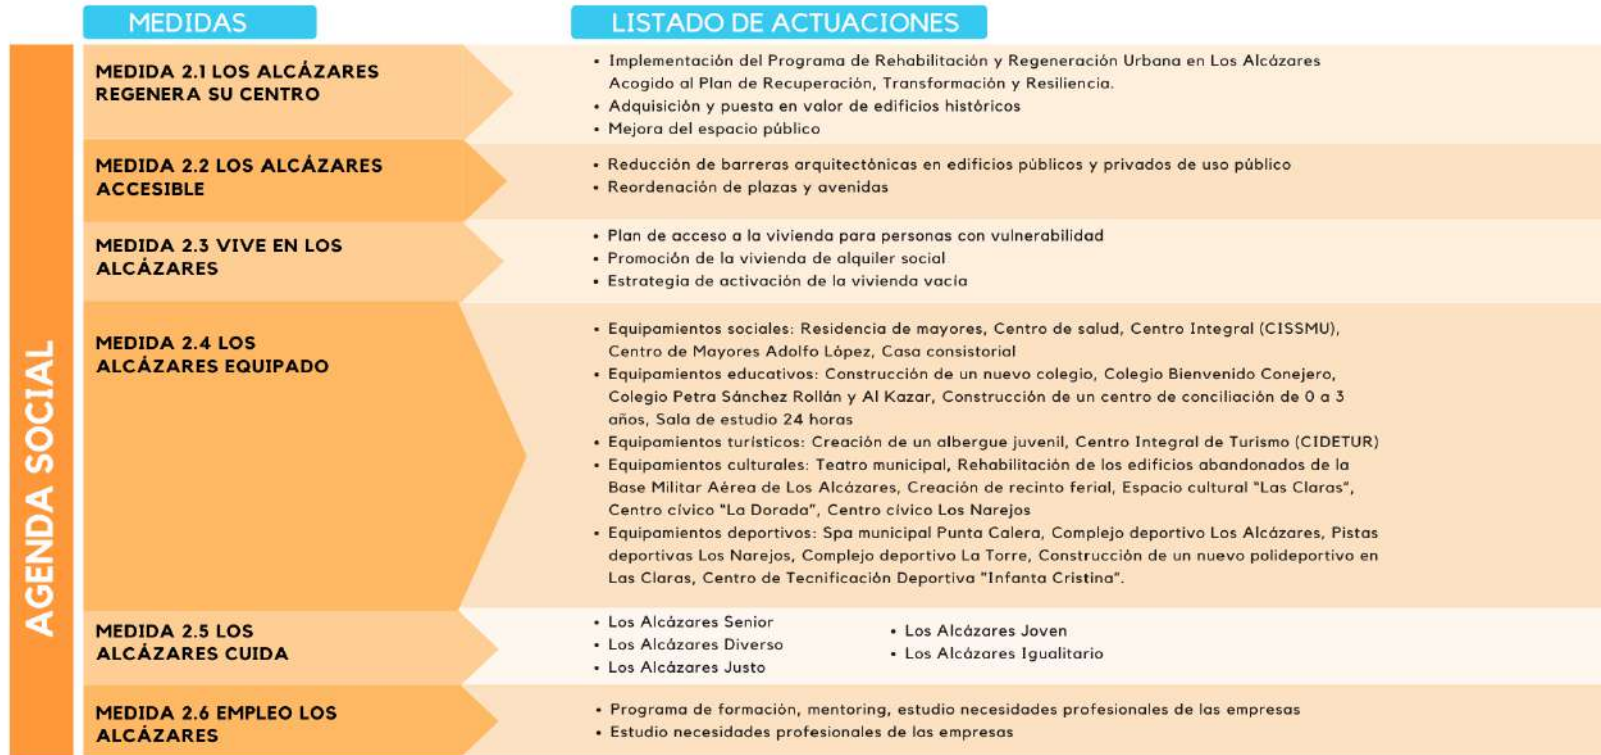 MEDIDAS
LISTADO DE ACTUACIONES
AGENDA SOCIAL
MEDIDA 2.1 LOS ALCÁZARES
REGENERA SU CENTRO
• Implementación del Programa de Rehabilitación y Regeneración Urbana en Los Alcázares
Acogido al Plan de Recuperación, Transformación y Resiliencia.
• Adquisición y puesta en valor de edificios históricos
• Mejora del espacio público
MEDIDA 2.2 LOS ALCÁZARES
ACCESIBLE
• Reducción de barreras arquitectónicas en edificios públicos y privados de uso público
• Reordenación de plazas y avenidas
MEDIDA 2.3 VIVE EN LOS
ALCÁZARES
• Plan de acceso a la vivienda para personas con vulnerabilidad
• Promoción de la vivienda de alquiler social
• Estrategia de activación de la vivienda vacía
MEDIDA 2.4 LOS
ALCÁZARES EQUIPADO
• Equipamientos sociales: Residencia de mayores, Centro de salud, Centro Integral (CISSMU),
Centro de Mayores Adolfo López, Casa consistorial
• Equipamientos educativos: Construcción de un nuevo colegio, Colegio Bienvenido Conejero,
Colegio Petra Sánchez Rollán y Al Kazar, Construcción de un centro de conciliación de 0 a 3
años, Sala de estudio 24 horas
• Equipamientos turísticos: Creación de un albergue juvenil, Centro Integral de Turismo (CIDETUR)
• Equipamientos culturales: Teatro municipal, Rehabilitación de los edificios abandonados de la
Base Militar Aérea de Los Alcázares, Creación de recinto ferial, Espacio cultural "Las Claras",
Centro cívico "La Dorada", Centro cívico Los Narejos
• Equipamientos deportivos: Spa municipal Punta Calera, Complejo deportivo Los Alcázares, Pistas
deportivas Los Narejos, Complejo deportivo La Torre, Construcción de un nuevo polideportivo en
Las Claras, Centro de Tecnificación Deportiva "Infanta Cristina".
MEDIDA 2.5 LOS
ALCÁZARES CUIDA
• Los Alcázares Senior
• Los Alcázares Diverso
• Los Alcázares Justo
• Los Alcázares Joven
• Los Alcázares Igualitario
MEDIDA 2.6 EMPLEO LOS
ALCÁZARES
• Programa de formación, mentoring, estudio necesidades profesionales de las empresas
• Estudio necesidades profesionales de las empresas